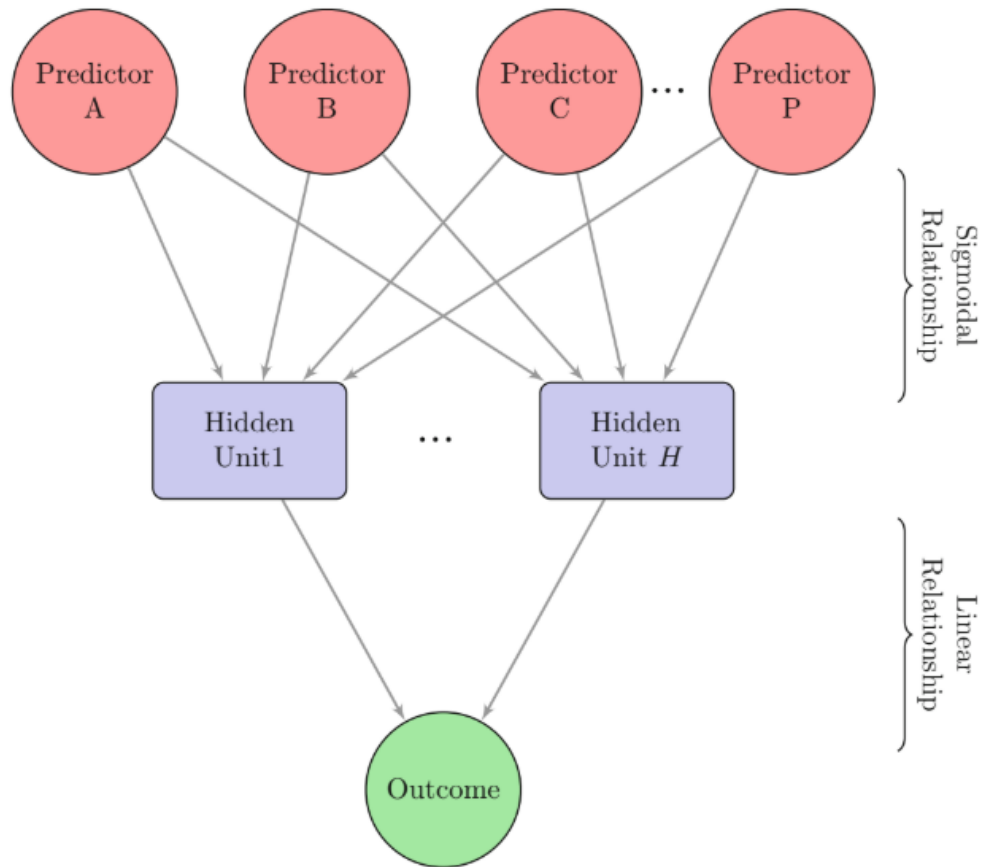 Predictor
A
Predictor
B
Predictor
C
...
Predictor
P
Sigmoidal
Relationship
Hidden
Unit1
...
Hidden
Unit H
Linear
Relationship
Outcome